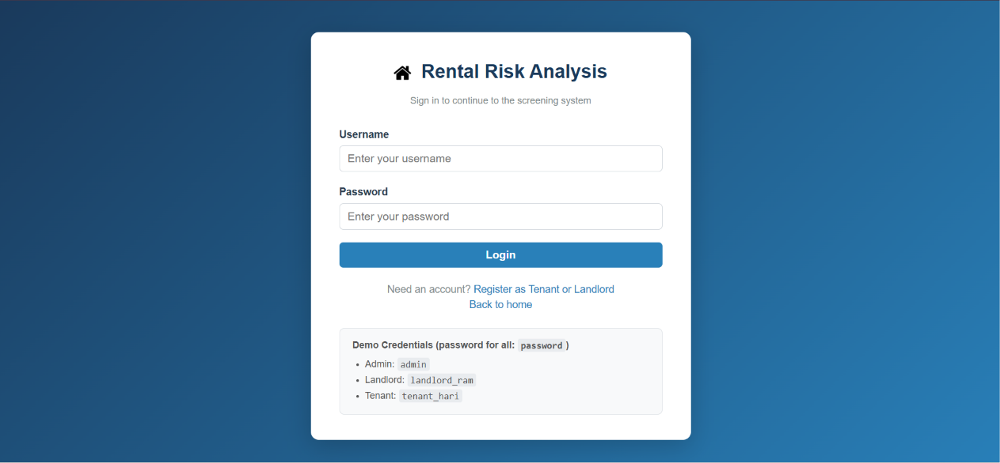 Rental Risk Analysis
Sign in to continue to the screening system
Username
Enter your username
Password
Enter your password
Login
Need an account? Register as Tenant or Landlord
Back to home
Demo Credentials (password for all: password)
• Admin: admin
• Landlord: landlord_ram
• Tenant: tenant_hari